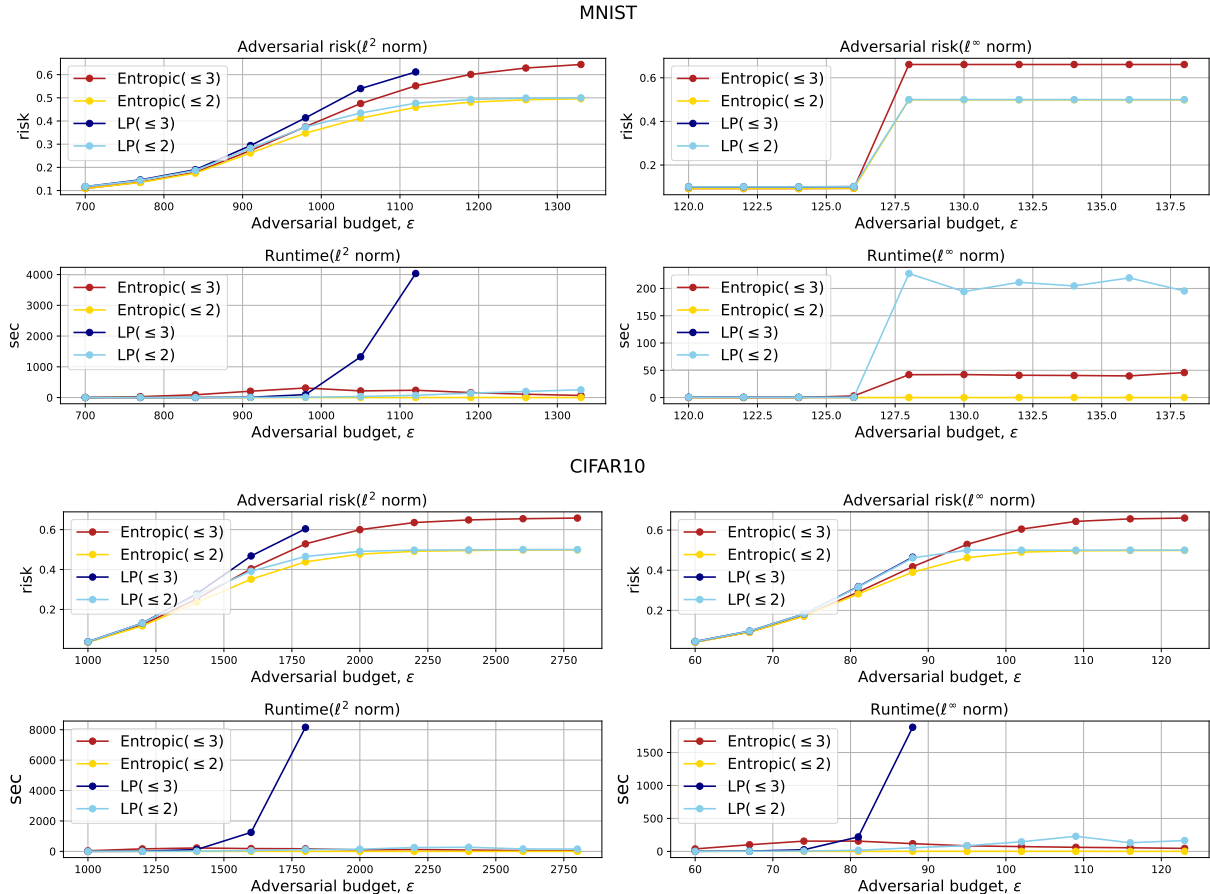 MNIST
Adversarial risk(ℓ² norm)
risk
0.6
0.5
0.4
0.3
0.2
0.1
Entropic(≤3)
Entropic(≤2)
LP(≤3)
LP(≤2)
700 800 900 1000 1100 1200 1300
Adversarial budget, ε
Adversarial risk(ℓ∞ norm)
risk
0.6
0.4
0.2
Entropic(≤3)
Entropic(≤2)
LP(≤3)
LP(≤2)
120.0 122.5 125.0 127.5 130.0 132.5 135.0 137.5
Adversarial budget, ε
Runtime(ℓ² norm)
sec
4000
3000
2000
1000
0
Entropic(≤3)
Entropic(≤2)
LP(≤3)
LP(≤2)
700 800 900 1000 1100 1200 1300
Adversarial budget, ε
Runtime(ℓ∞ norm)
sec
200
150
100
50
0
Entropic(≤3)
Entropic(≤2)
LP(≤3)
LP(≤2)
120.0 122.5 125.0 127.5 130.0 132.5 135.0 137.5
Adversarial budget, ε
CIFAR10
Adversarial risk(ℓ² norm)
risk
0.6
0.4
0.2
Entropic(≤3)
Entropic(≤2)
LP(≤3)
LP(≤2)
1000 1250 1500 1750 2000 2250 2500 2750
Adversarial budget, ε
Adversarial risk(ℓ∞ norm)
risk
0.6
0.4
0.2
Entropic(≤3)
Entropic(≤2)
LP(≤3)
LP(≤2)
60 70 80 90 100 110 120
Adversarial budget, ε
Runtime(ℓ² norm)
sec
8000
6000
4000
2000
0
Entropic(≤3)
Entropic(≤2)
LP(≤3)
LP(≤2)
1000 1250 1500 1750 2000 2250 2500 2750
Adversarial budget, ε
Runtime(ℓ∞ norm)
sec
1500
1000
500
0
Entropic(≤3)
Entropic(≤2)
LP(≤3)
LP(≤2)
60 70 80 90 100 110 120
Adversarial budget, ε